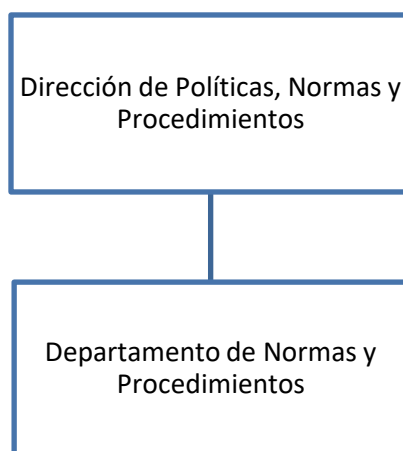 Dirección de Políticas, Normas y
Procedimientos
Departamento de Normas y
Procedimientos